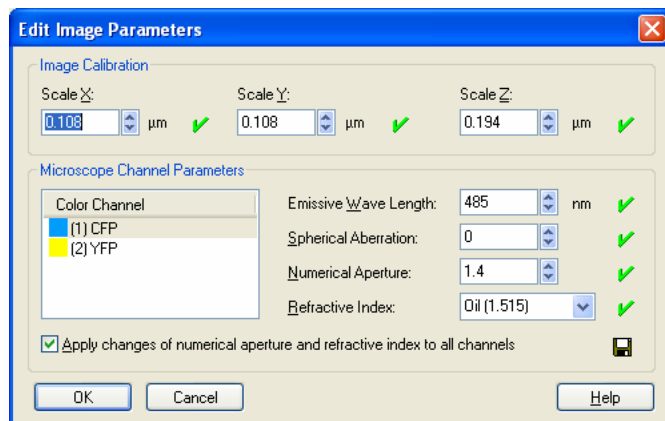 Edit Image Parameters
Image Calibration
Scale X: Scale Y: Scale Z:
0.108 µm 0.108 µm 0.194 µm
Microscope Channel Parameters
Color Channel
(1) CFP
(2) YFP
Emissive Wave Length: 485 nm
Spherical Aberration: 0
Numerical Aperture: 1.4
Refractive Index: Oil (1.515)
Apply changes of numerical aperture and refractive index to all channels
OK Cancel Help